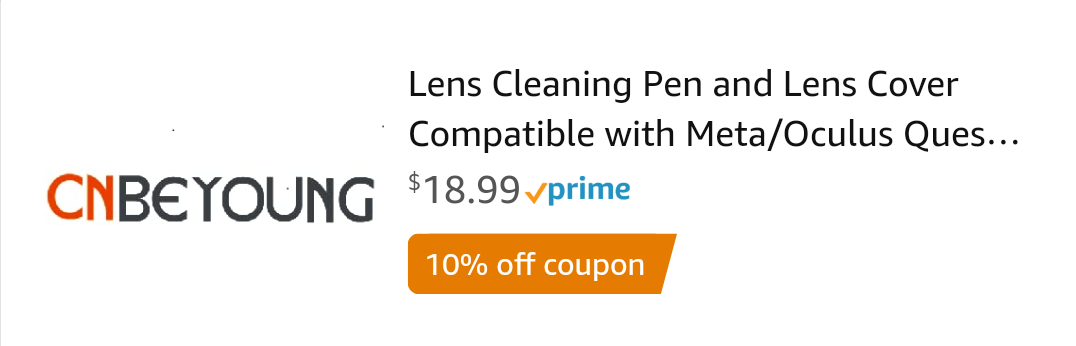 CNBEYOUNG
Lens Cleaning Pen and Lens Cover
Compatible with Meta/Oculus Ques...
$18.99 prime
10% off coupon